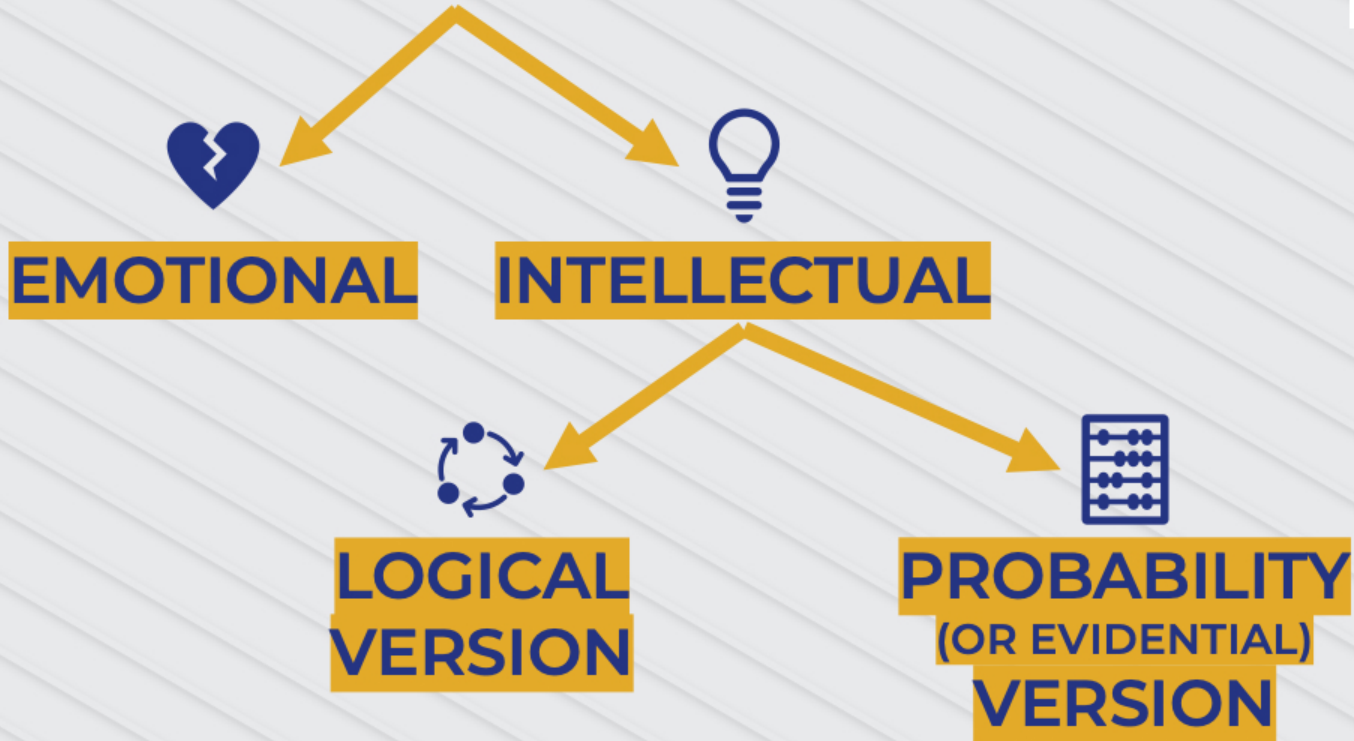 EMOTIONAL
INTELLECTUAL
LOGICAL
VERSION
PROBABILITY
(OR EVIDENTIAL)
VERSION